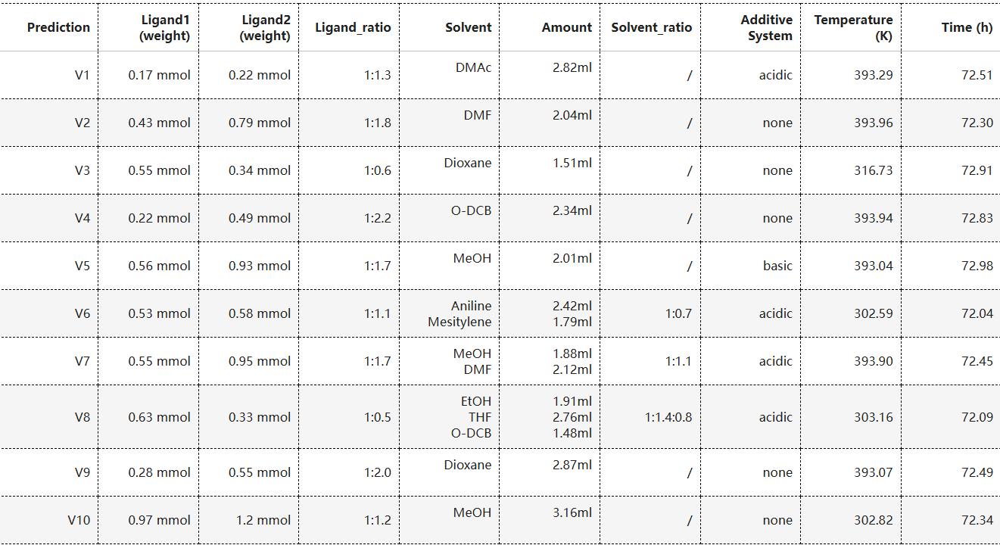 Prediction Ligand1 (weight) Ligand2 (weight) Ligand_ratio Solvent Amount Solvent_ratio Additive System Temperature (K) Time (h)
V1 0.17 mmol 0.22 mmol 1:1.3 DMAc 2.82ml / acidic 393.29 72.51
V2 0.43 mmol 0.79 mmol 1:1.8 DMF 2.04ml / none 393.96 72.30
V3 0.55 mmol 0.34 mmol 1:0.6 Dioxane 1.51ml / none 316.73 72.91
V4 0.22 mmol 0.49 mmol 1:2.2 O-DCB 2.34ml / none 393.94 72.83
V5 0.56 mmol 0.93 mmol 1:1.7 MeOH 2.01ml / basic 393.04 72.98
V6 0.53 mmol 0.58 mmol 1:1.1 Aniline Mesitylene 2.42ml 1.79ml 1:0.7 acidic 302.59 72.04
V7 0.55 mmol 0.95 mmol 1:1.7 MeOH DMF 1.88ml 2.12ml 1:1.1 acidic 393.90 72.45
V8 0.63 mmol 0.33 mmol 1:0.5 EtOH THF O-DCB 1.91ml 2.76ml 1.48ml 1:1.4:0.8 acidic 303.16 72.09
V9 0.28 mmol 0.55 mmol 1:2.0 Dioxane 2.87ml / none 393.07 72.49
V10 0.97 mmol 1.2 mmol 1:1.2 MeOH 3.16ml / none 302.82 72.34